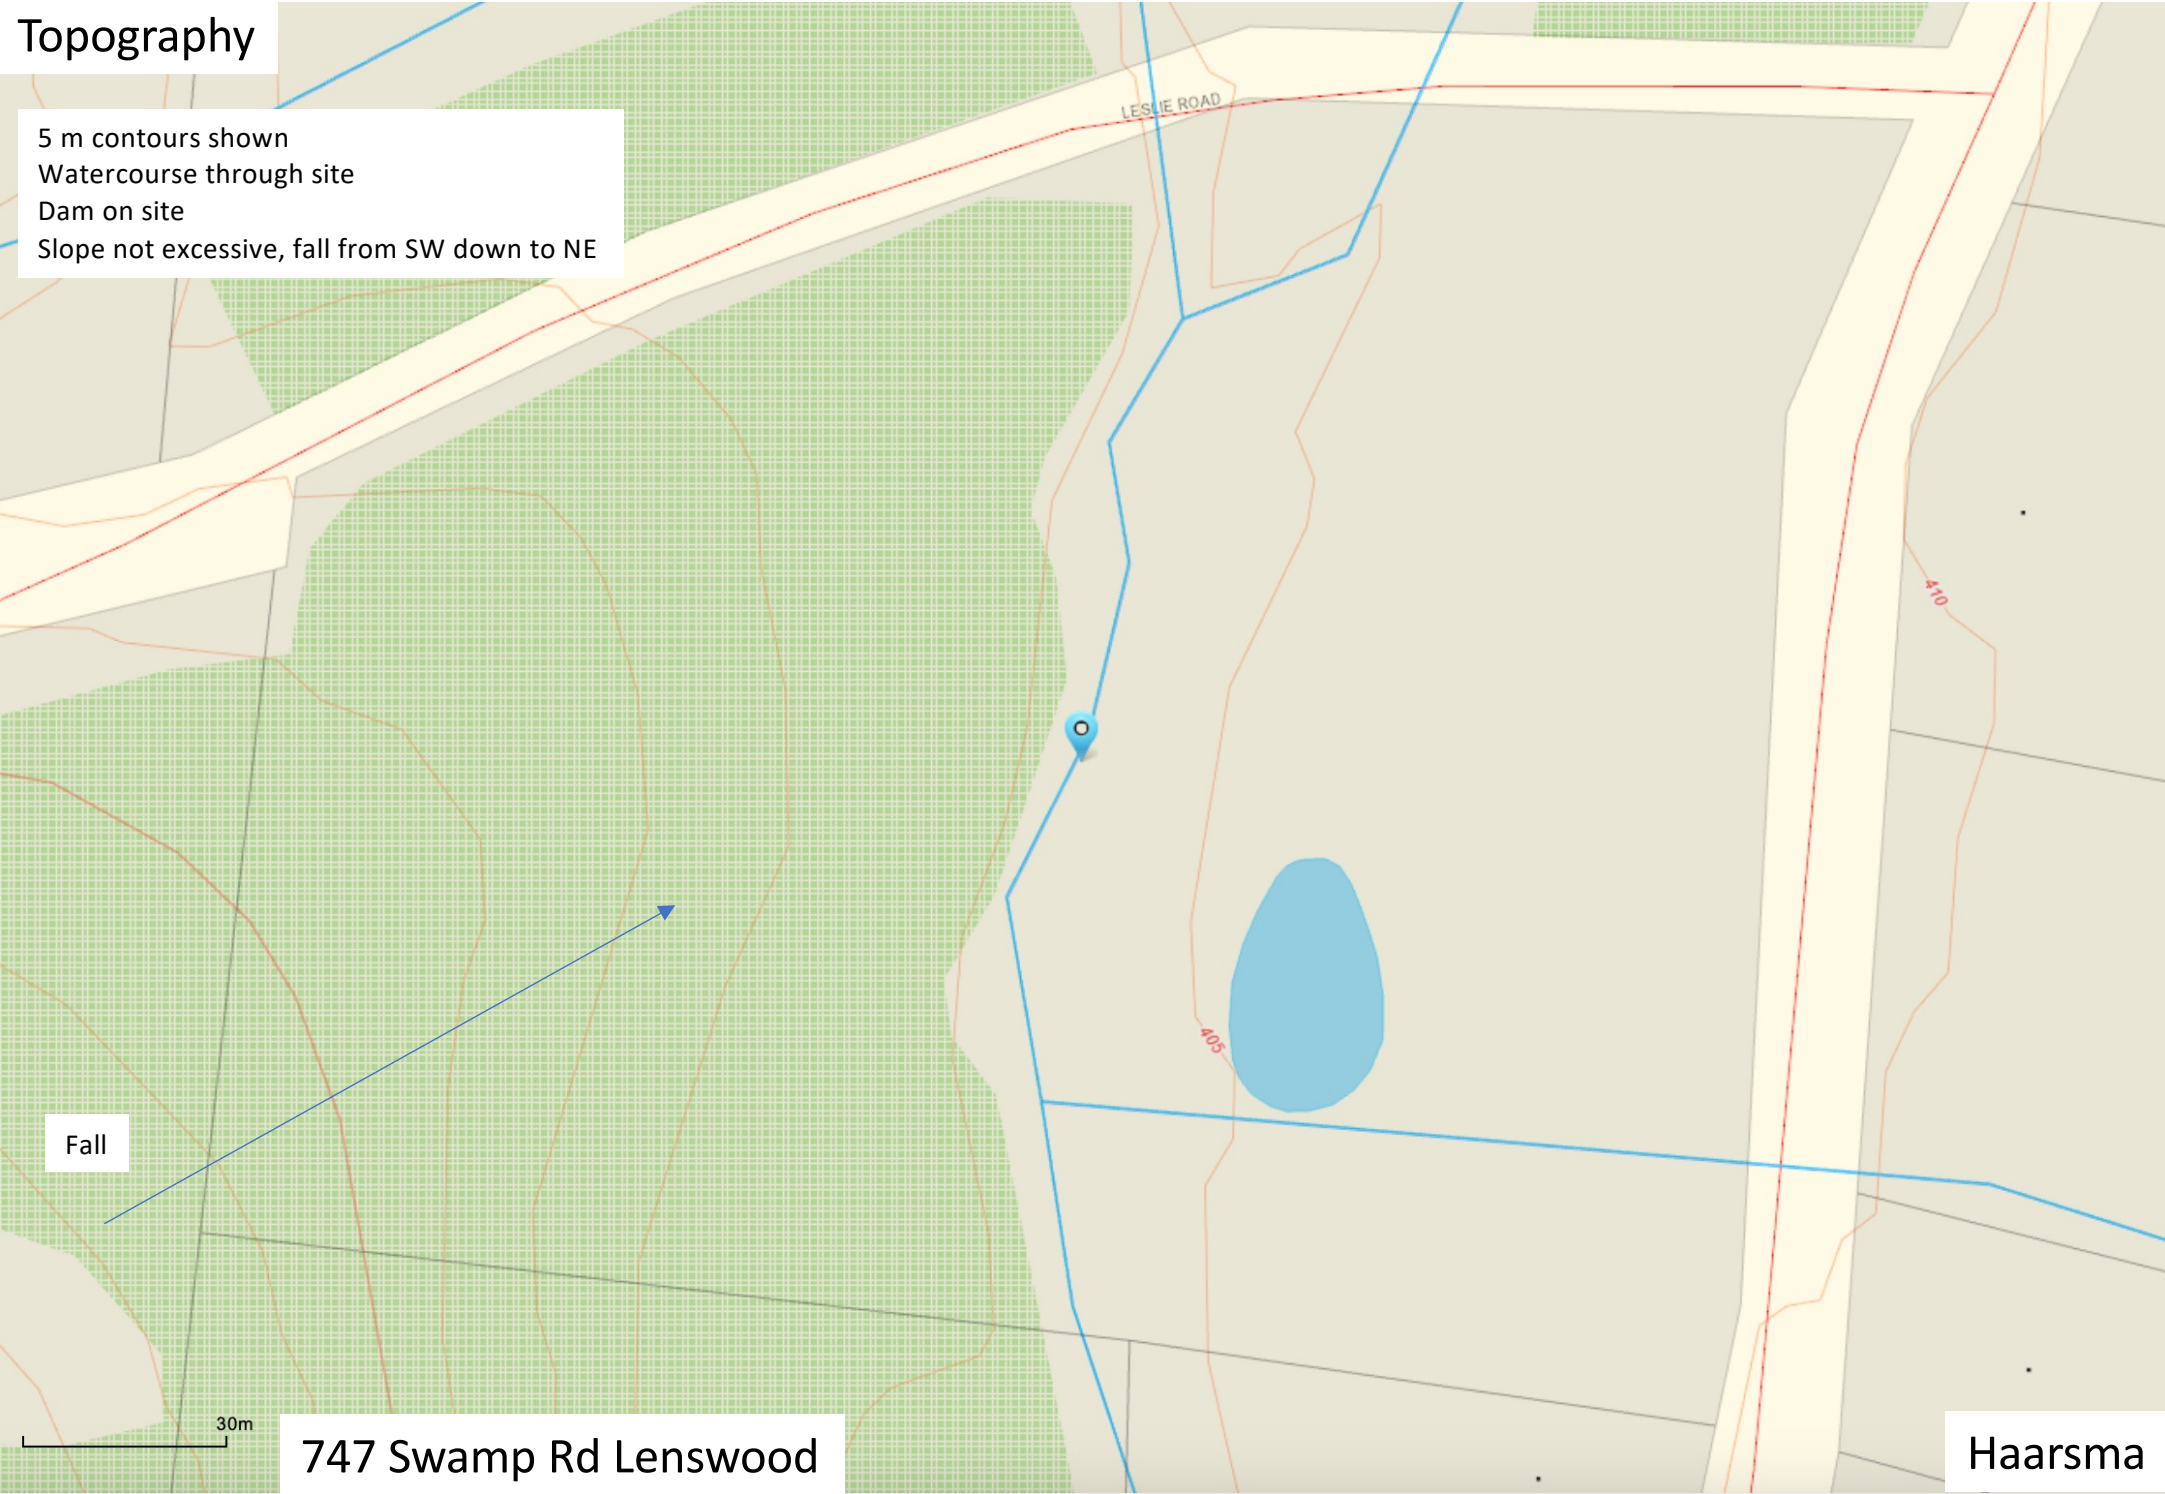 Topography
5 m contours shown
Watercourse through site
Dam on site
Slope not excessive, fall from SW down to NE
LESLIE ROAD
410
405
Fall
30m
747 Swamp Rd Lenswood
Haarsma